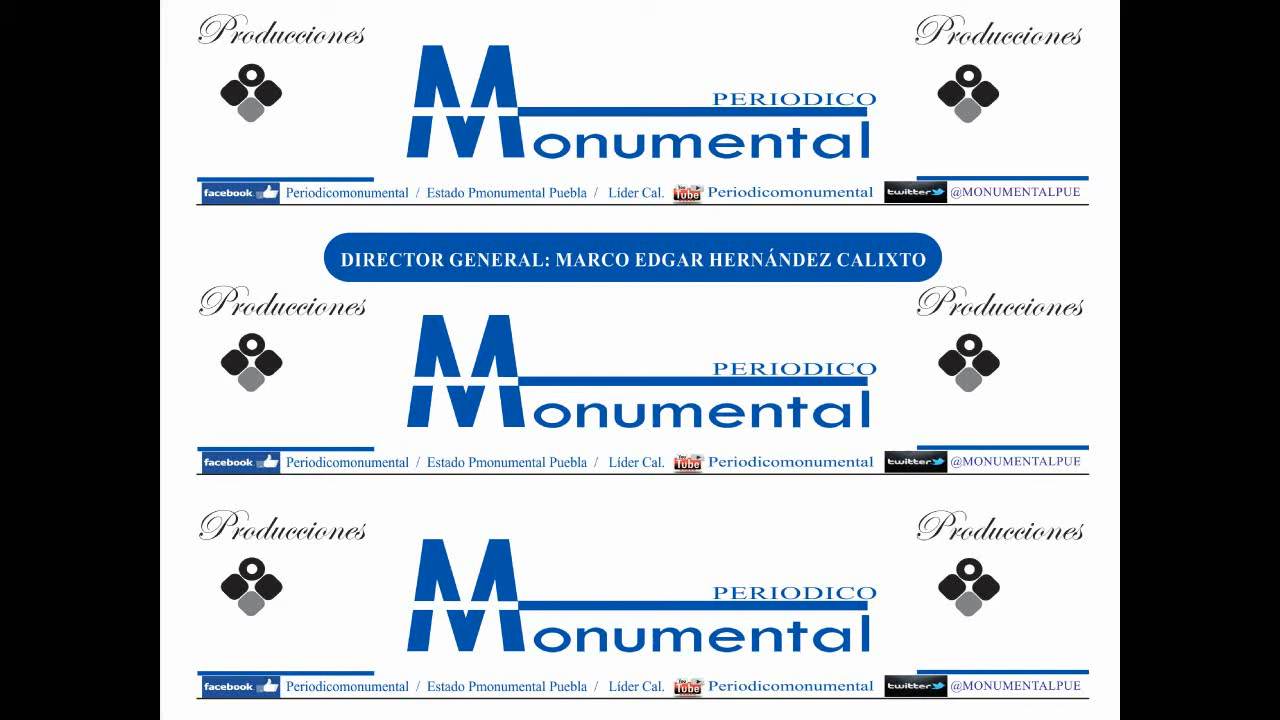 Producciones Producciones
PERIODICO
Monumental
facebook Periodicomonumental / Estado Pmonumental Puebla / Líder Cal. You Tube Periodicomonumental twitter @MONUMENTALPUE
DIRECTOR GENERAL: MARCO EDGAR HERNÁNDEZ CALIXTO
Producciones Producciones
PERIODICO
Monumental
facebook Periodicomonumental / Estado Pmonumental Puebla / Líder Cal. You Tube Periodicomonumental twitter @MONUMENTALPUE
Producciones Producciones
PERIODICO
Monumental
facebook Periodicomonumental / Estado Pmonumental Puebla / Líder Cal. You Tube Periodicomonumental twitter @MONUMENTALPUE